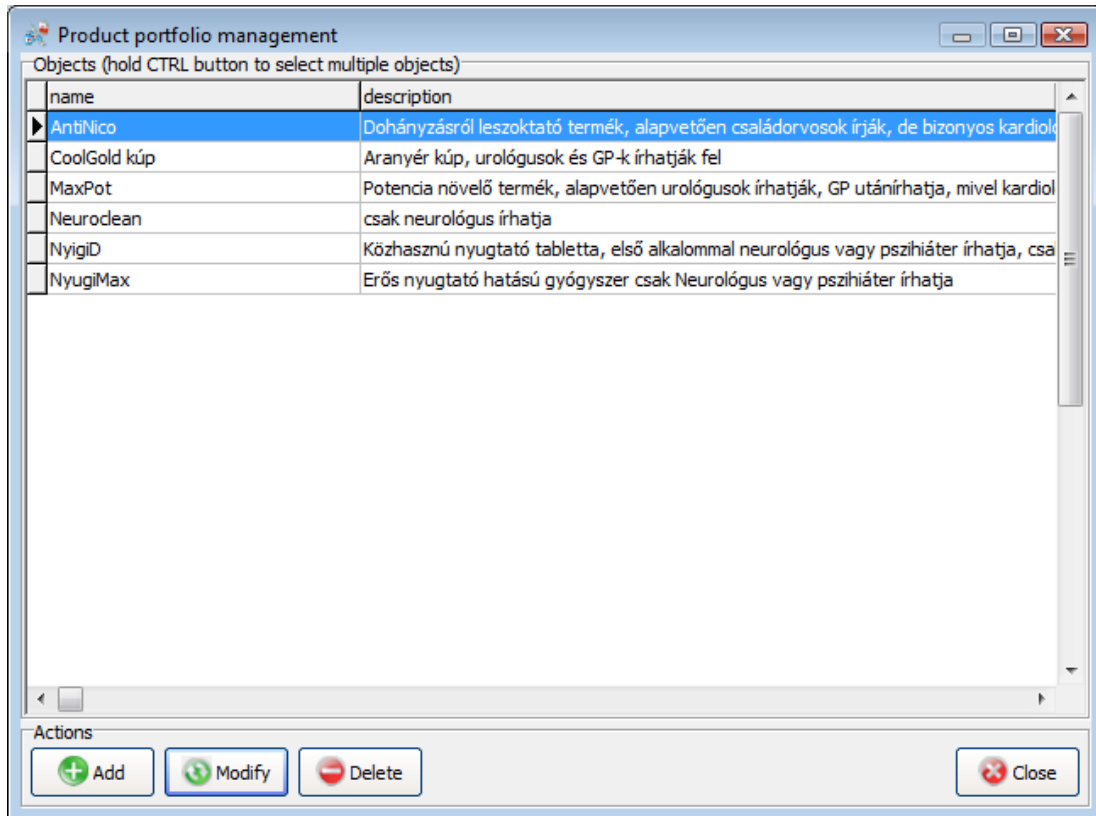 Product portfolio management
Objects (hold CTRL button to select multiple objects)
name description
AntiNico Dohányzásról leszoktató termék, alapvetően családorvosok írják, de bizonyos kardiolo
CoolGold kúp Aranyér kúp, urológusok és GP-k írhatják fel
MaxPot Potencia növelő termék, alapvetően urológusok írhatják, GP utánírhatja, mivel kardiol
Neuroclean csak neurológus írhatja
NyigiD Közhasznú nyugtató tabletta, első alkalommal neurológus vagy pszihiáter írhatja, csa
NyugiMax Erős nyugtató hatású gyógyszer csak Neurológus vagy pszihiáter írhatja
Actions
Add Modify Delete Close